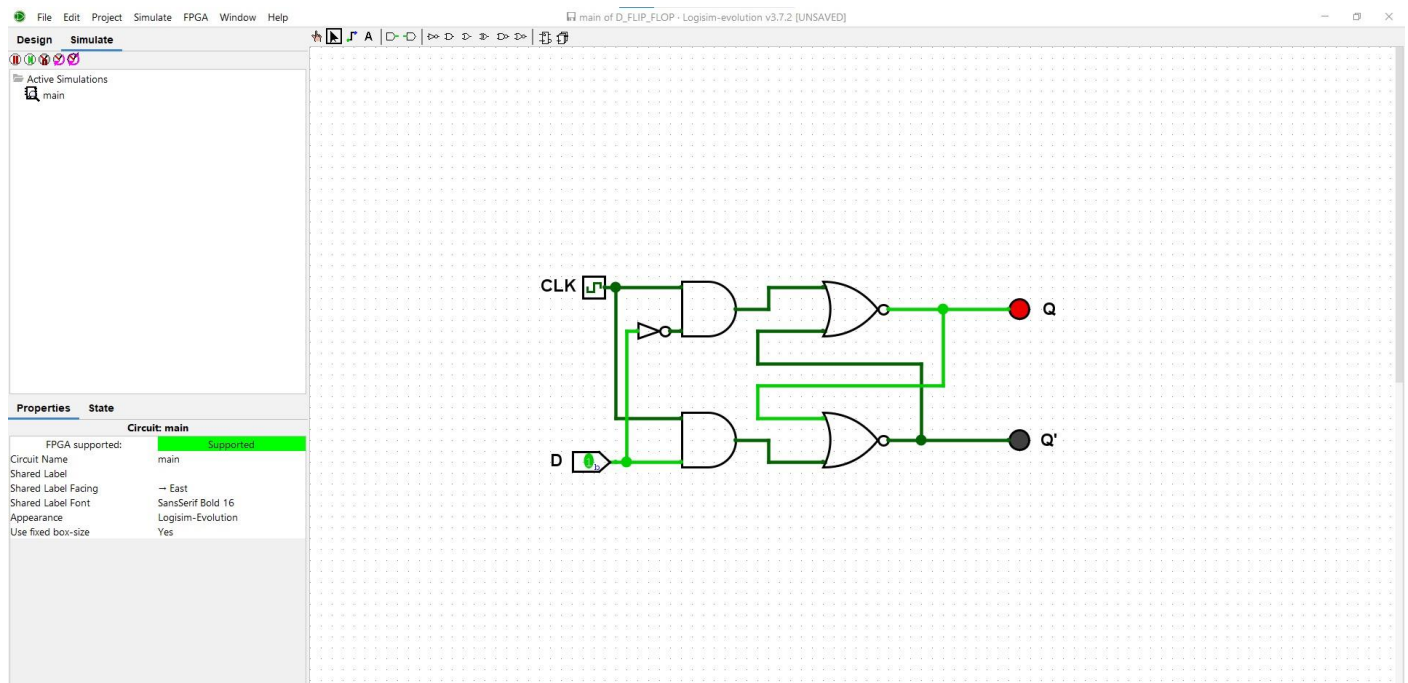 File Edit Project Simulate FPGA Window Help
main of D_FLIP_FLOP · Logisim-evolution v3.7.2 [UNSAVED]
Design Simulate
A
Active Simulations
main
CLK
Q
D
Q'
Properties State
Circuit: main
FPGA supported: Supported
Circuit Name main
Shared Label
Shared Label Facing → East
Shared Label Font SansSerif Bold 16
Appearance Logisim-Evolution
Use fixed box-size Yes